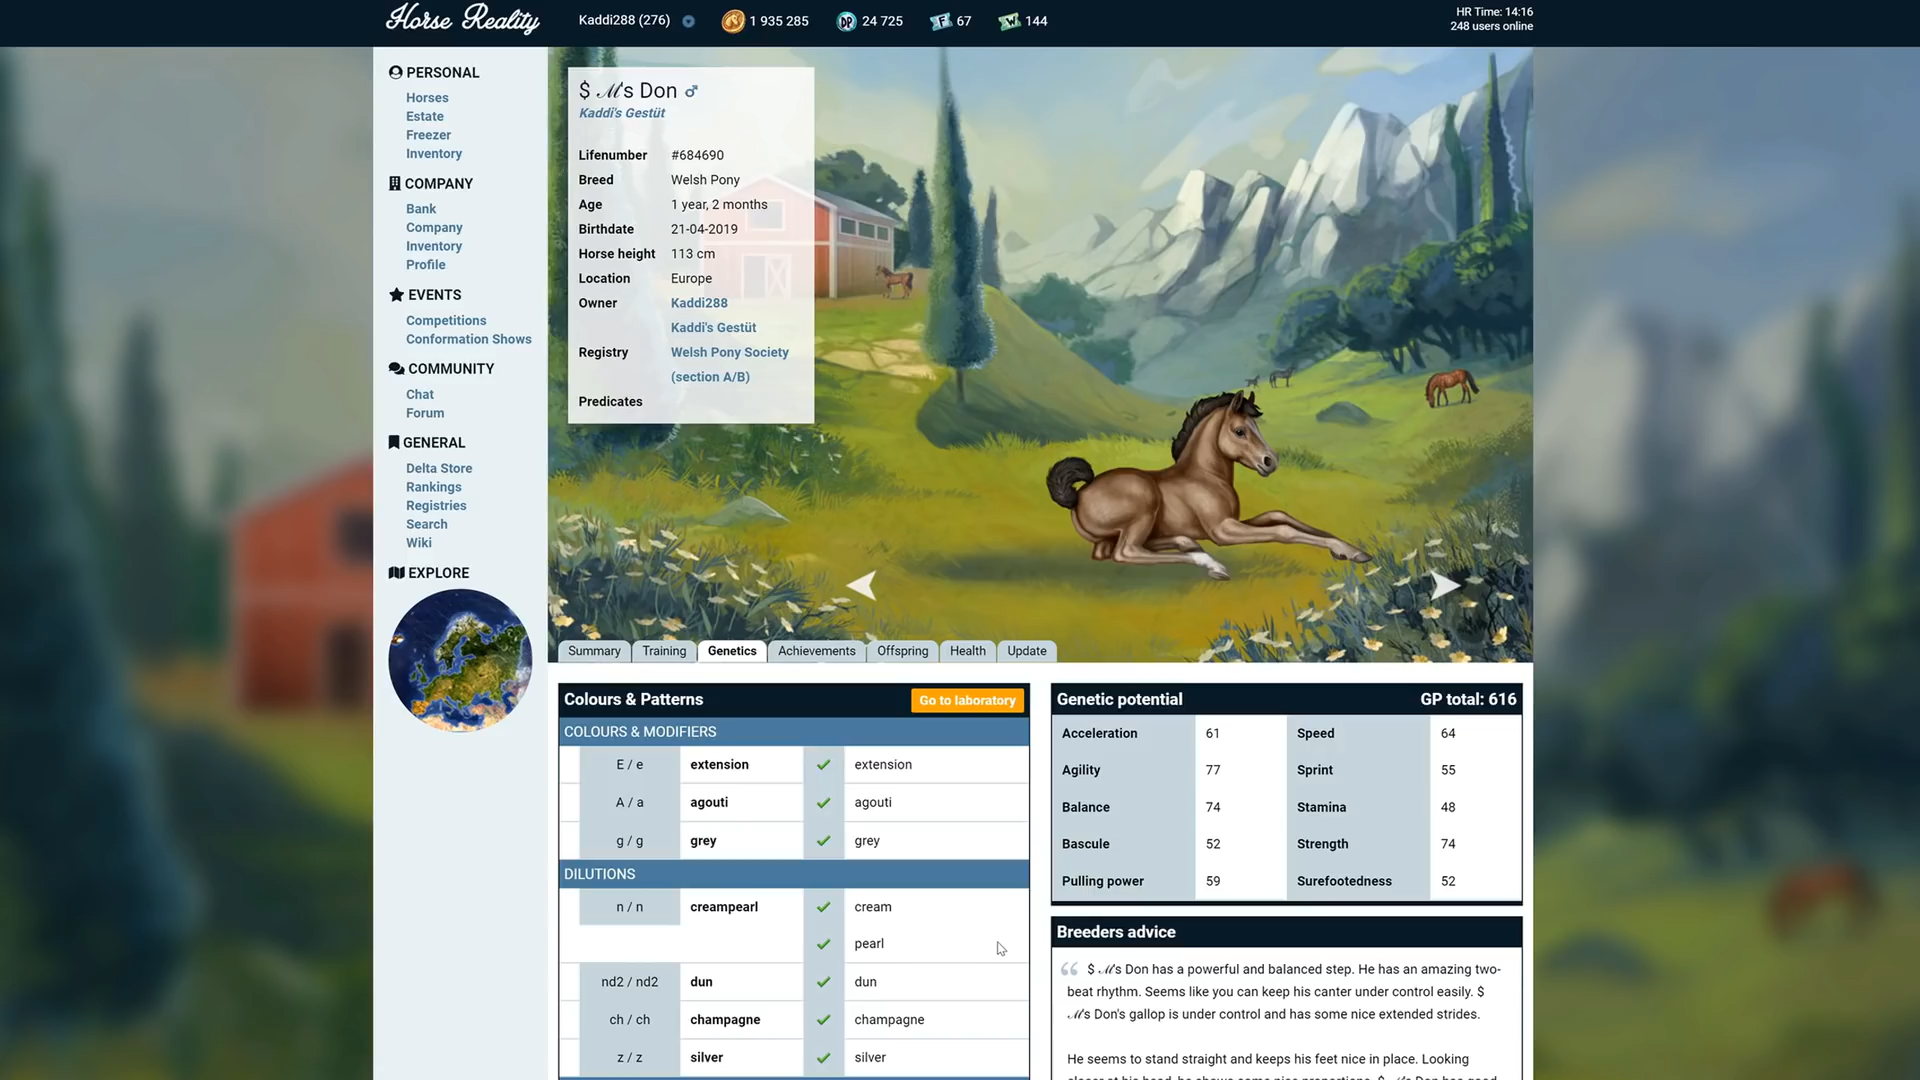 Horse Reality
Kaddi288 (276)
1 935 285
DP
24 725
F
67
W
144
HR Time: 14:16
248 users online
PERSONAL
Horses
Estate
Freezer
Inventory
COMPANY
Bank
Company
Inventory
Profile
EVENTS
Competitions
Conformation Shows
COMMUNITY
Chat
Forum
GENERAL
Delta Store
Rankings
Registries
Search
Wiki
EXPLORE
$ ℳ's Don ♂
Kaddi's Gestüt
Lifenumber #684690
Breed Welsh Pony
Age 1 year, 2 months
Birthdate 21-04-2019
Horse height 113 cm
Location Europe
Owner Kaddi288
Kaddi's Gestüt
Registry Welsh Pony Society
(section A/B)
Predicates
Summary Training Genetics Achievements Offspring Health Update
Colours & Patterns Go to laboratory
COLOURS & MODIFIERS
E / e extension extension
A / a agouti agouti
g / g grey grey
DILUTIONS
n / n creampearl cream
pearl
nd2 / nd2 dun dun
ch / ch champagne champagne
z / z silver silver
Genetic potential GP total: 616
Acceleration 61 Speed 64
Agility 77 Sprint 55
Balance 74 Stamina 48
Bascule 52 Strength 74
Pulling power 59 Surefootedness 52
Breeders advice
“ $ ℳ's Don has a powerful and balanced step. He has an amazing two-
beat rhythm. Seems like you can keep his canter under control easily. $
ℳ's Don's gallop is under control and has some nice extended strides.
He seems to stand straight and keeps his feet nice in place. Looking